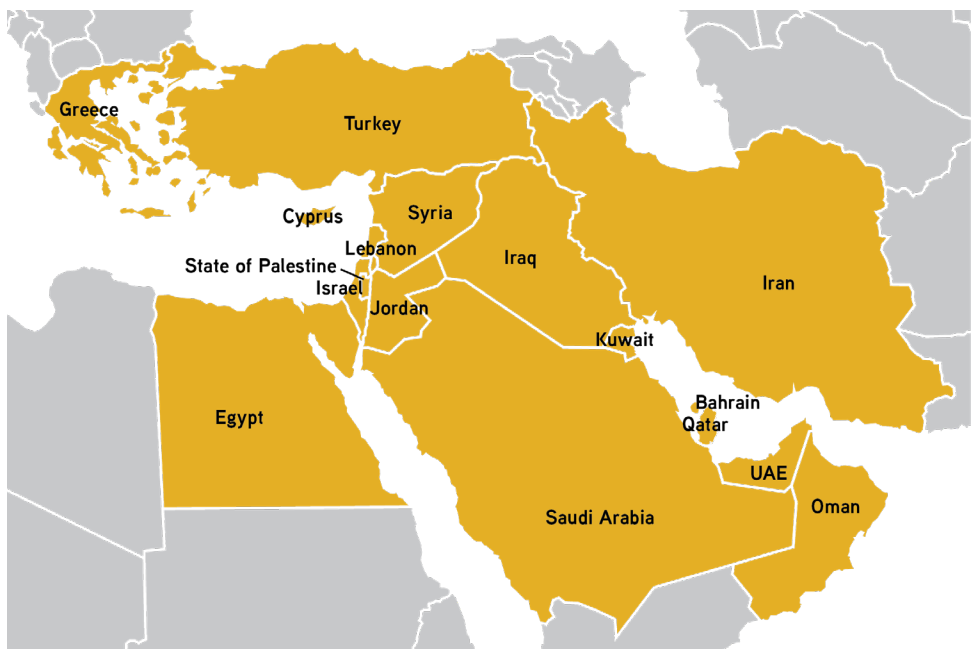 Greece
Turkey
Cyprus
Syria
Lebanon
State of Palestine
Israel
Iraq
Iran
Jordan
Kuwait
Egypt
Bahrain
Qatar
UAE
Saudi Arabia
Oman